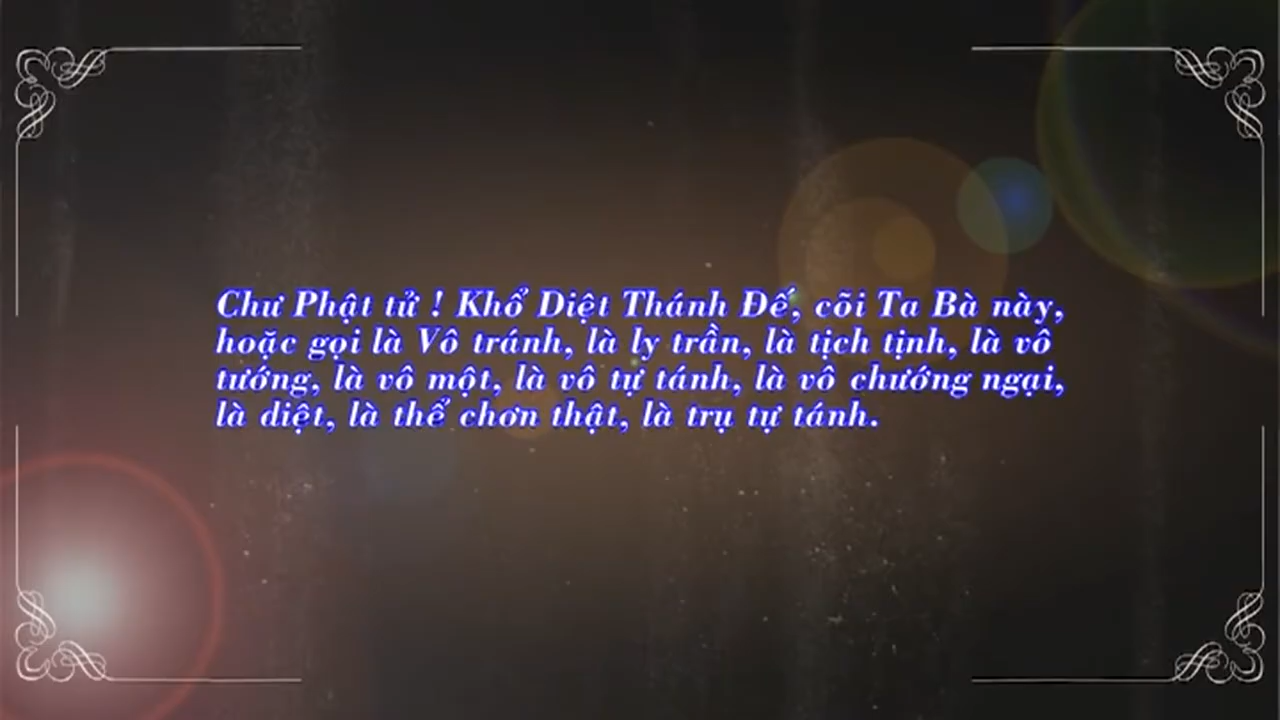 Chư Phật tử ! Khổ Diệt Thánh Đế, cõi Ta Bà này,
hoặc gọi là Vô tránh, là ly trần, là tịch tịnh, là vô
tướng, là vô một, là vô tự tánh, là vô chướng ngại,
là diệt, là thể chơn thật, là trụ tự tánh.